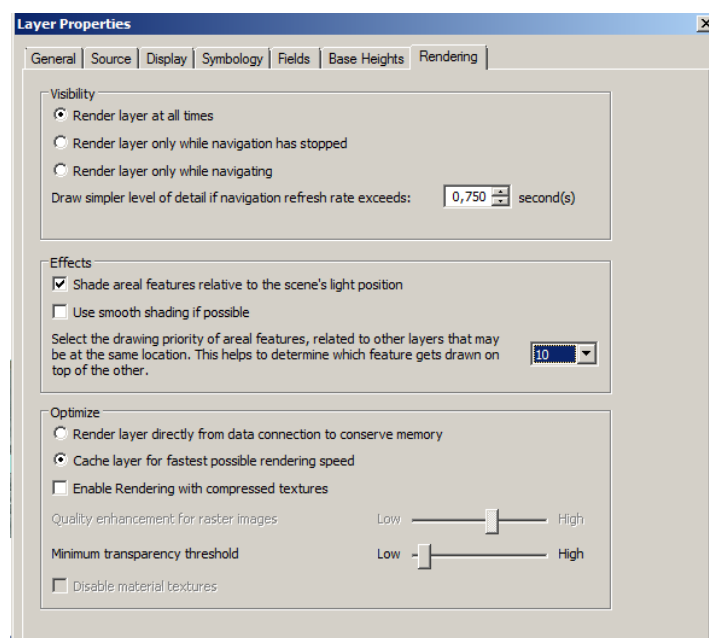 Layer Properties
General Source Display Symbology Fields Base Heights Rendering
Visibility
Render layer at all times
Render layer only while navigation has stopped
Render layer only while navigating
Draw simpler level of detail if navigation refresh rate exceeds: 0,750 second(s)
Effects
Shade areal features relative to the scene's light position
Use smooth shading if possible
Select the drawing priority of areal features, related to other layers that may
be at the same location. This helps to determine which feature gets drawn on
top of the other.
10
Optimize
Render layer directly from data connection to conserve memory
Cache layer for fastest possible rendering speed
Enable Rendering with compressed textures
Quality enhancement for raster images Low High
Minimum transparency threshold Low High
Disable material textures